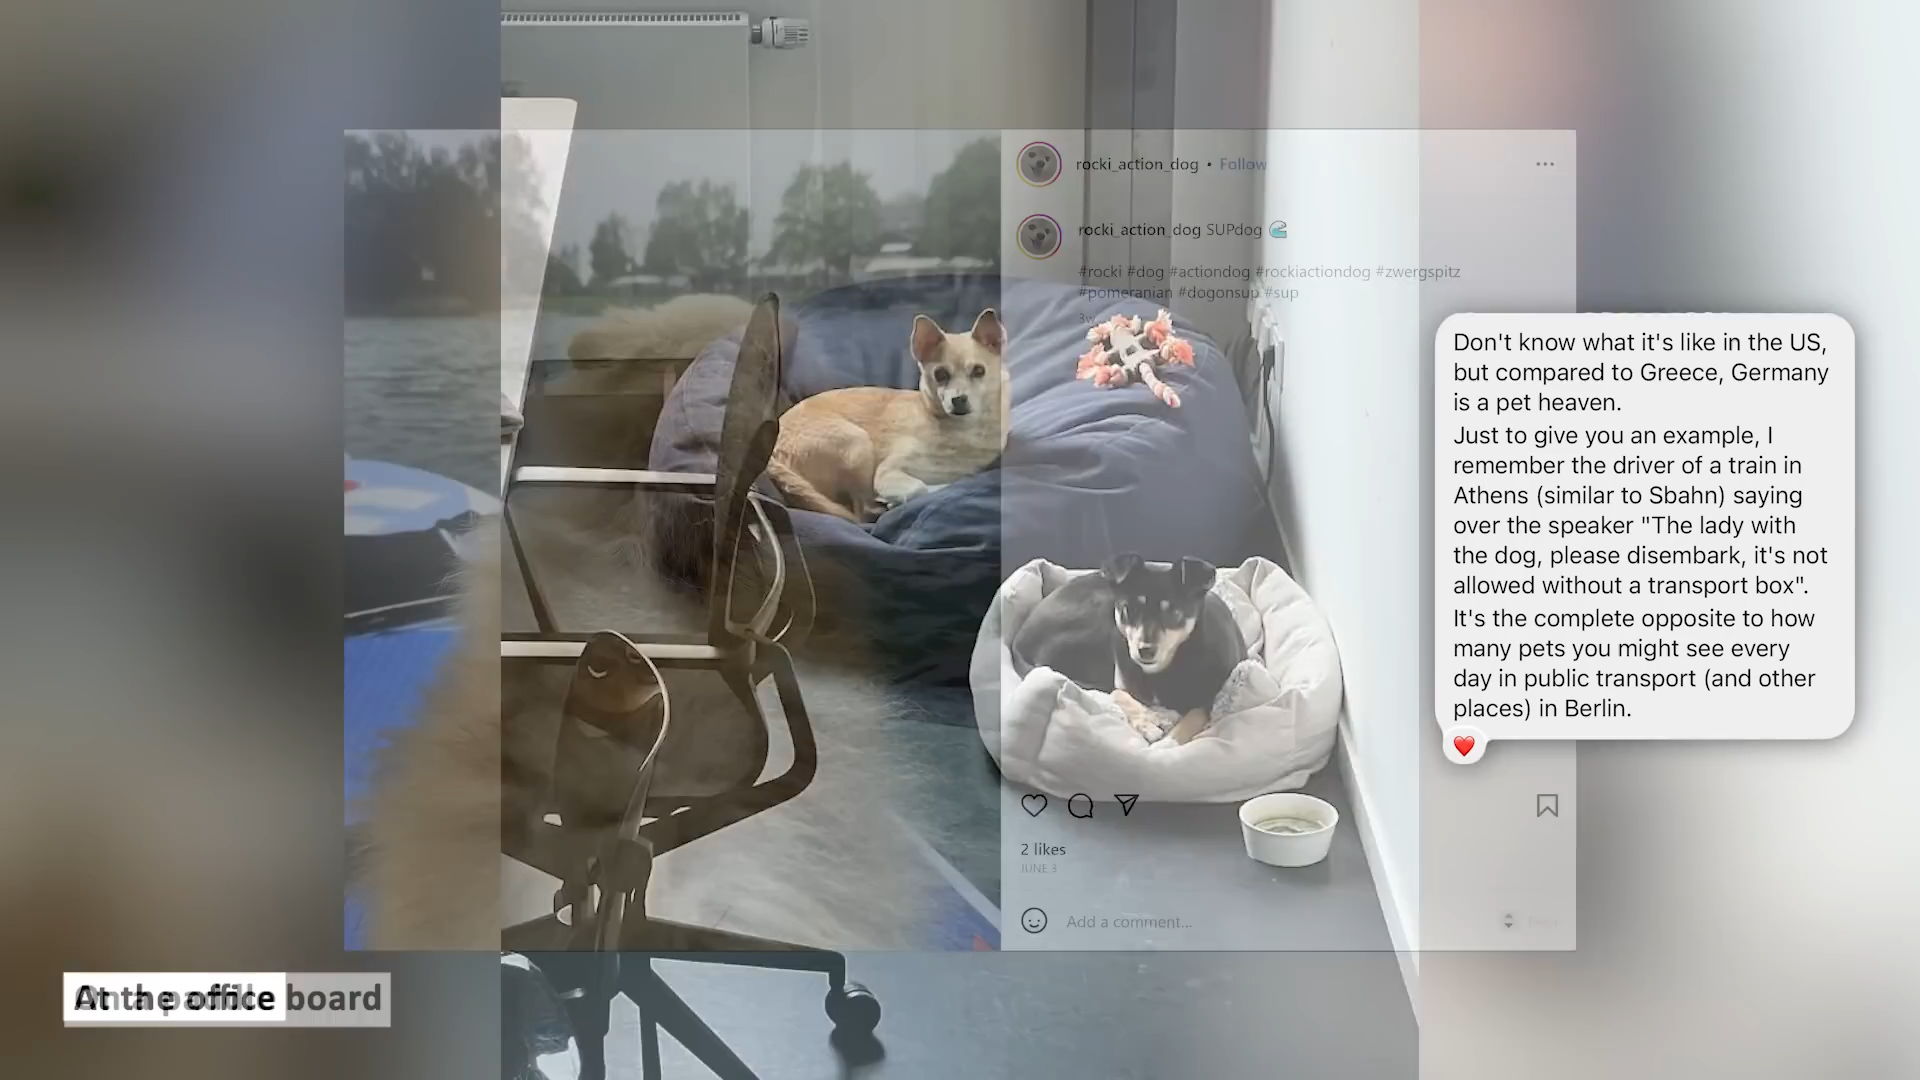 rocki_action_dog • Follow
rocki_action_dog SUPdog
#rocki #dog #actiondog #rockiactiondog #zwergspitz
#pomeranian #dogonsup #sup
3w
2 likes
JUNE 3
Add a comment...
Don't know what it's like in the US,
but compared to Greece, Germany
is a pet heaven.
Just to give you an example, I
remember the driver of a train in
Athens (similar to Sbahn) saying
over the speaker "The lady with
the dog, please disembark, it's not
allowed without a transport box".
It's the complete opposite to how
many pets you might see every
day in public transport (and other
places) in Berlin.
At the office
board